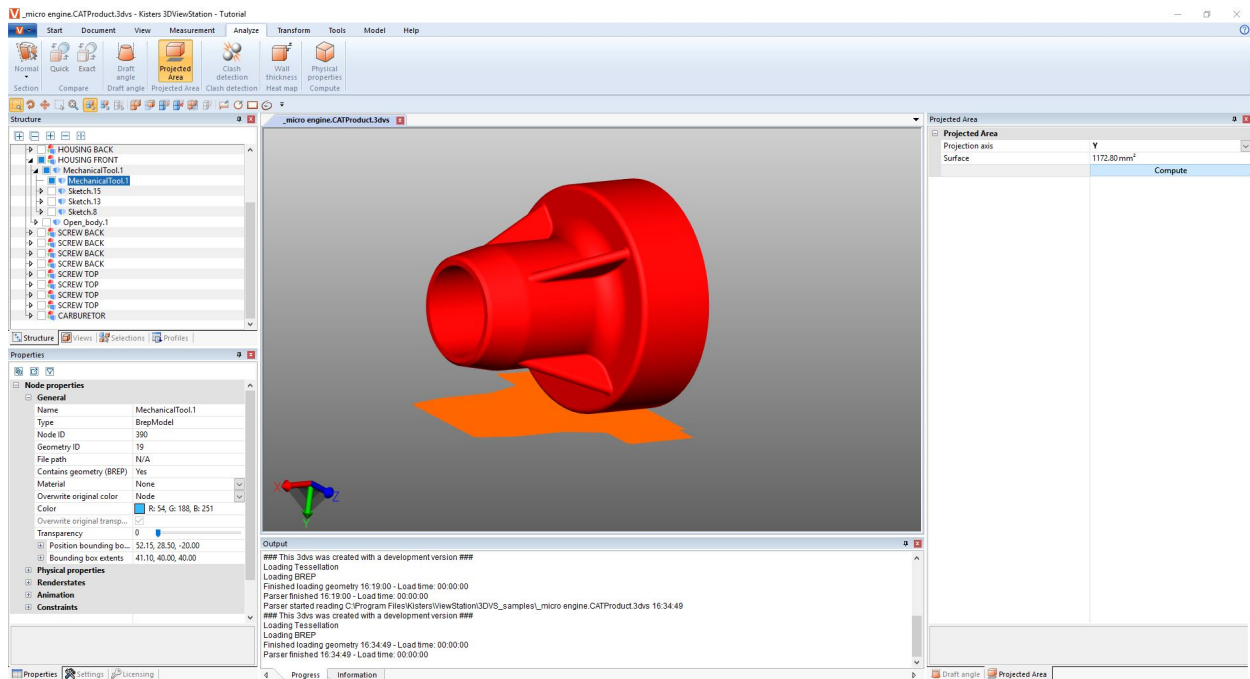 _micro engine.CATProduct.3dvs - Kisters 3DViewStation - Tutorial
V Start Document View Measurement Analyze Transform Tools Model Help
Normal Quick Exact Draft angle Projected Area Clash detection Wall thickness Physical properties
Section Compare Draft angle Projected Area Clash detection Heat map Compute
Structure
HOUSING BACK
HOUSING FRONT
MechanicalTool.1
MechanicalTool.1
Sketch.15
Sketch.13
Sketch.8
Open_body.1
SCREW BACK
SCREW BACK
SCREW BACK
SCREW BACK
SCREW TOP
SCREW TOP
SCREW TOP
SCREW TOP
CARBURETOR
Structure Views Selections Profiles
Properties
Node properties
General
Name MechanicalTool.1
Type BrepModel
Node ID 390
Geometry ID 19
File path N/A
Contains geometry (BREP) Yes
Material None
Overwrite original color Node
Color R: 54, G: 188, B: 251
Overwrite original transp...
Transparency 0
Position bounding bo... 52.15, 28.50, -20.00
Bounding box extents 41.10, 40.00, 40.00
Physical properties
Renderstates
Animation
Constraints
Properties Settings Licensing
_micro engine.CATProduct.3dvs
X Z
Y
Output
### This 3dvs was created with a development version ###
Loading Tessellation
Loading BREP
Finished loading geometry 16:19:00 - Load time: 00:00:00
Parser finished 16:19:00 - Load time: 00:00:00
Parser started reading C:\Program Files\Kisters\ViewStation\3DVS_samples\_micro engine.CATProduct.3dvs 16:34:49
### This 3dvs was created with a development version ###
Loading Tessellation
Loading BREP
Finished loading geometry 16:34:49 - Load time: 00:00:00
Parser finished 16:34:49 - Load time: 00:00:00
Progress Information
Projected Area
Projected Area
Projection axis Y
Surface 1172.80 mm²
Compute
Draft angle Projected Area